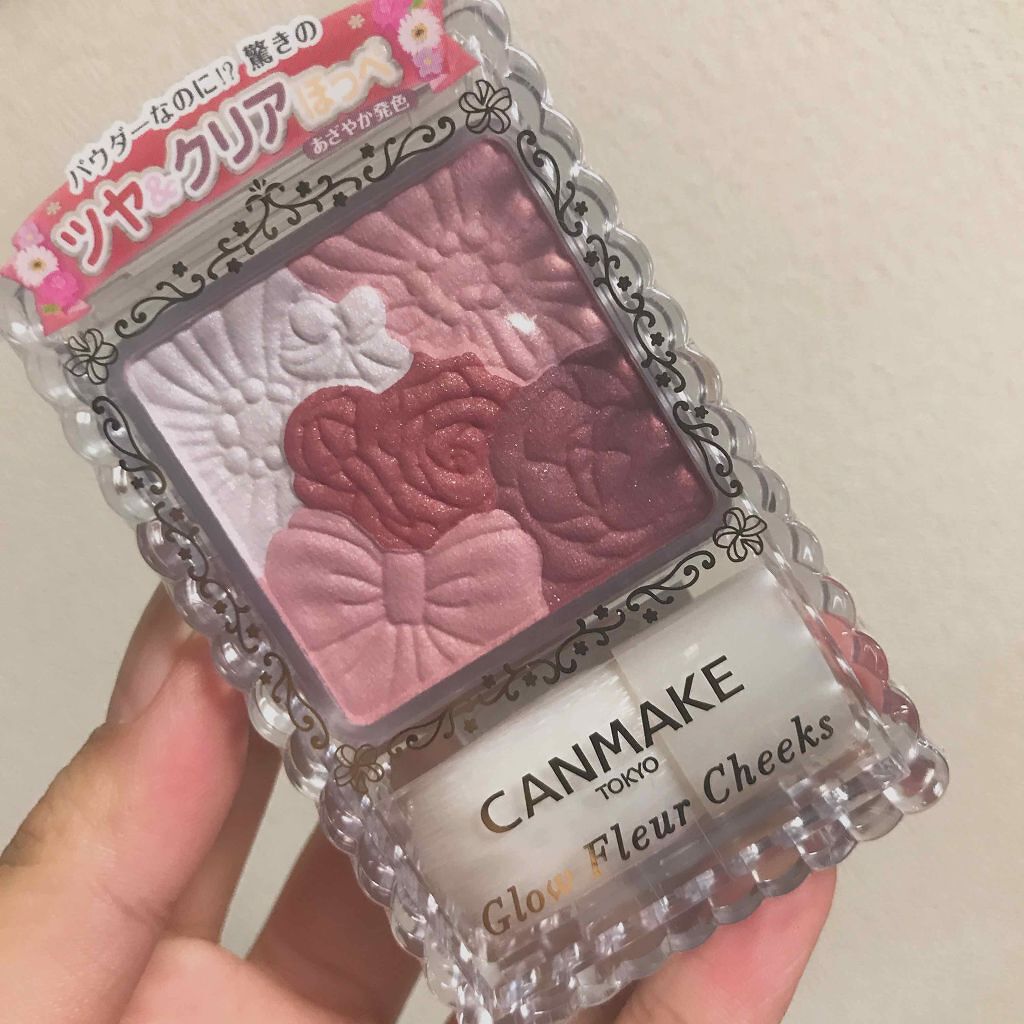 パウダーなのに!? 驚きの
ツヤ&クリアほっぺ
あざやか発色
CANMAKE
TOKYO
Glow Fleur Cheeks